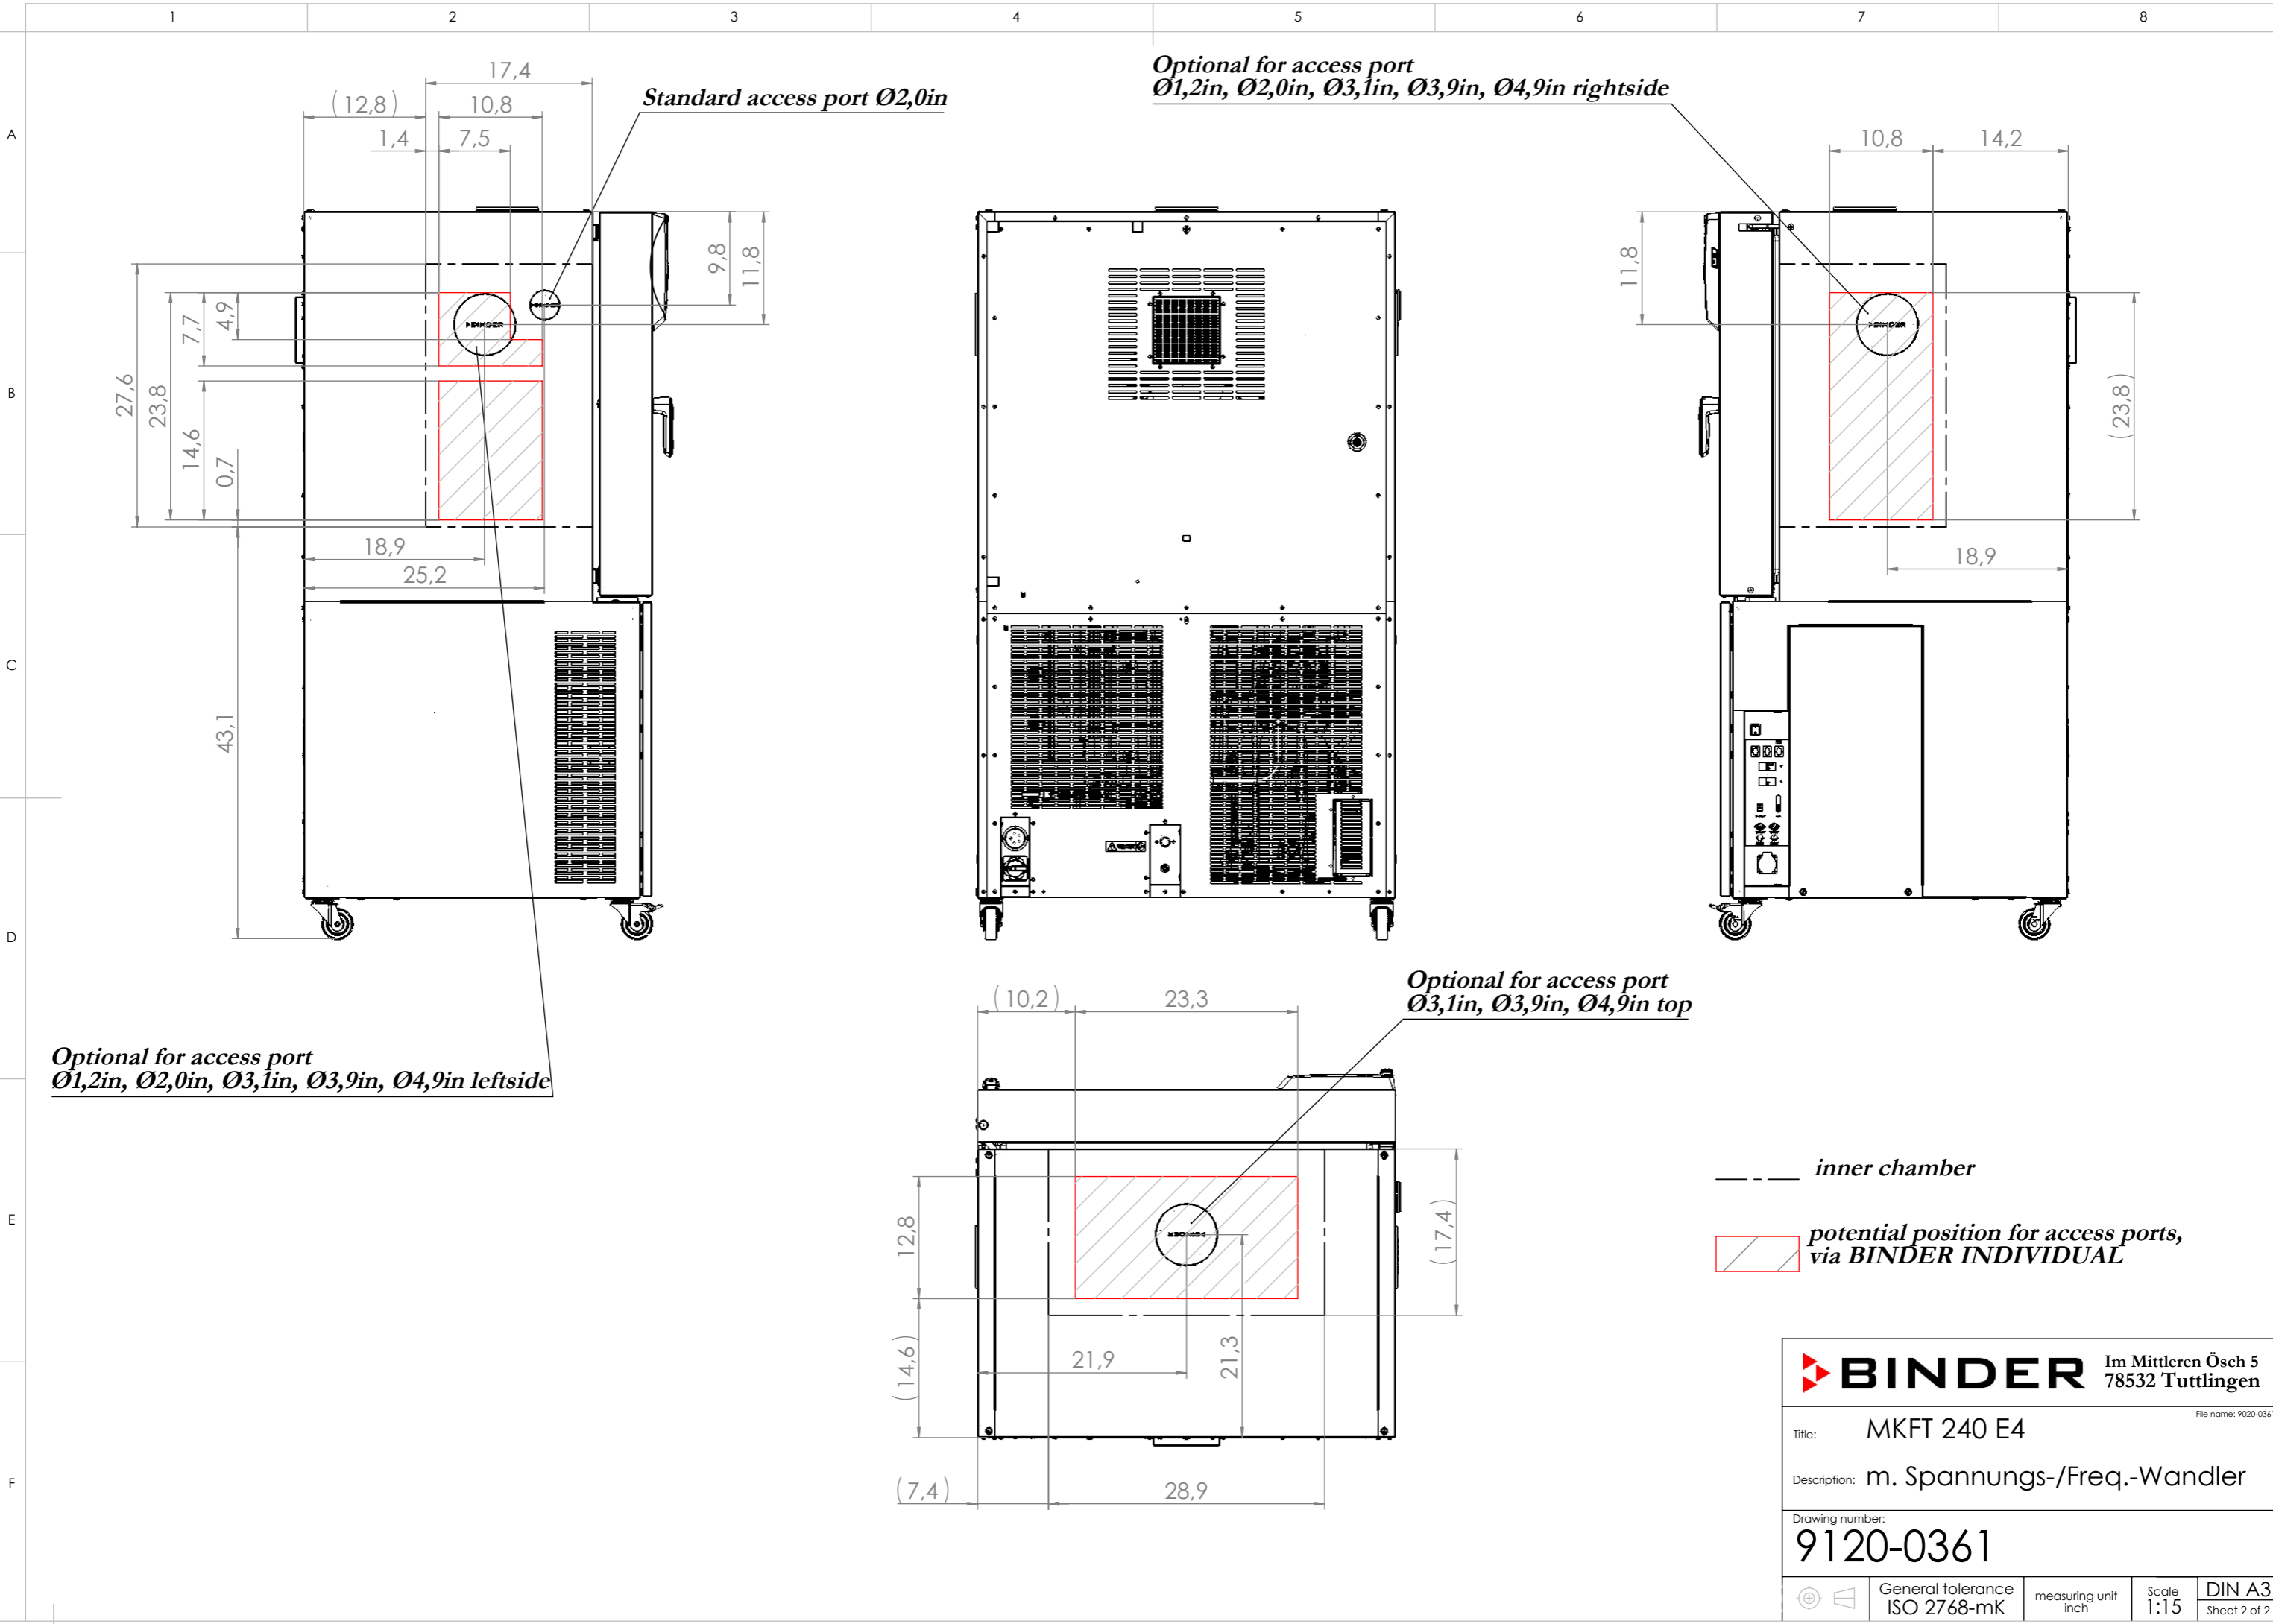 1 2 3 4 5 6 7 8
A
B
C
D
E
F
17,4
(12,8) 10,8
1,4 7,5
Standard access port Ø2,0in
9,8
11,8
27,6
23,8
7,7
4,9
14,6
0,7
18,9
25,2
43,1
BINDER
Optional for access port
Ø1,2in, Ø2,0in, Ø3,1in, Ø3,9in, Ø4,9in leftside
Optional for access port
Ø1,2in, Ø2,0in, Ø3,1in, Ø3,9in, Ø4,9in rightside
10,8 14,2
11,8
BINDER
(23,8)
18,9
Optional for access port
Ø3,1in, Ø3,9in, Ø4,9in top
(10,2) 23,3
12,8
(17,4)
(14,6)
21,9
21,3
(7,4) 28,9
inner chamber
potential position for access ports,
via BINDER INDIVIDUAL
BINDER
Im Mittleren Ösch 5
78532 Tuttlingen
File name: 9020-036
Title: MKFT 240 E4
Description: m. Spannungs-/Freq.-Wandler
Drawing number:
9120-0361
General tolerance
ISO 2768-mK
measuring unit
inch
Scale
1:15
DIN A3
Sheet 2 of 2